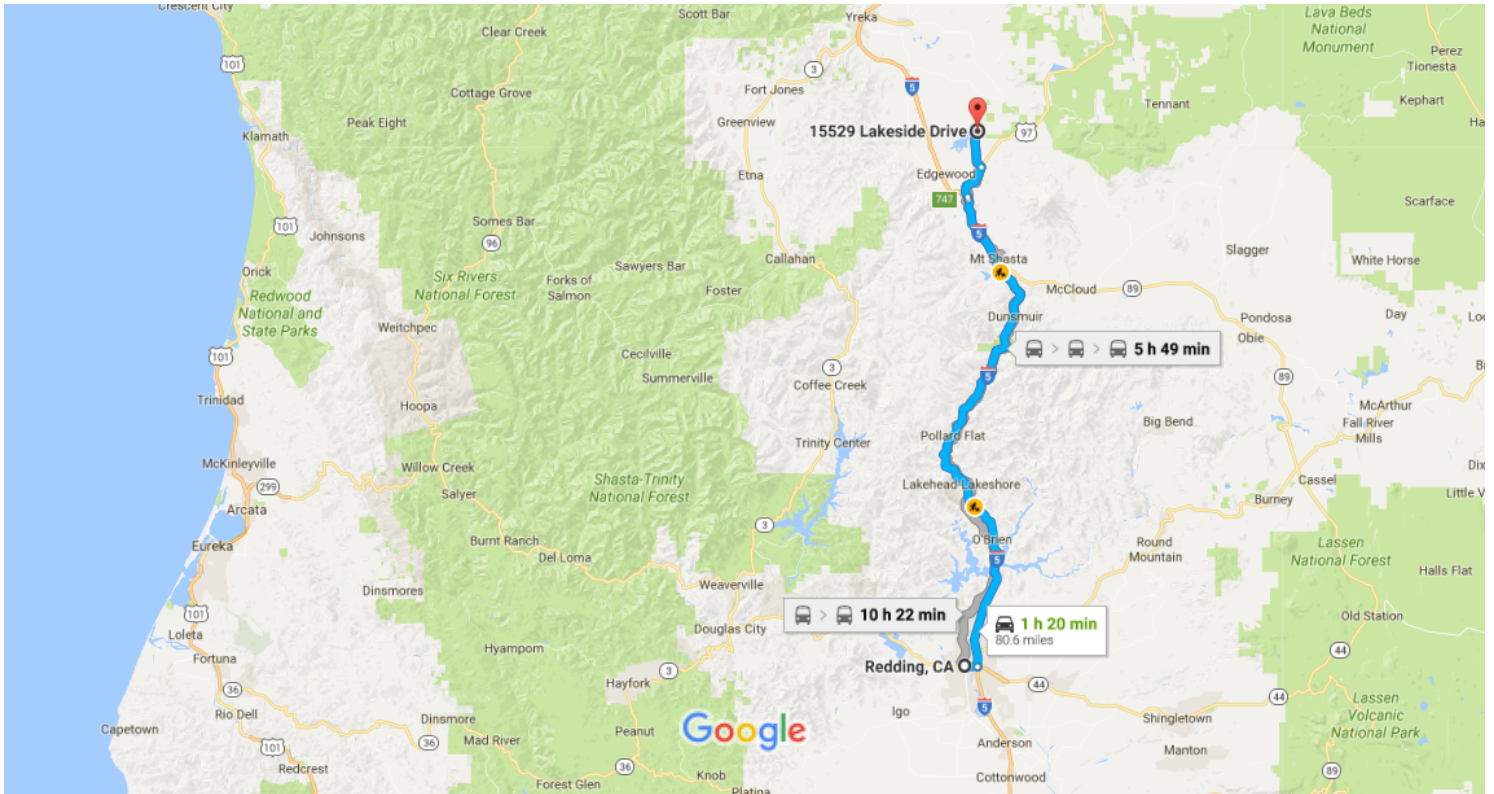 Crescent City
Scott Bar
Yreka
Lava Beds
National
Monument
Clear Creek
Perez
Tionesta
101
3
5
Cottage Grove
Fort Jones
Kephart
Tennant
Peak Eight
Greenview
Ha
Klamath
15529 Lakeside Drive
97
Etna
Edgewood
747
Scarface
101
Somes Bar
Johnsons
96
5
Slagger
Callahan
Mt Shasta
White Horse
Orick
Sawyers Bar
Six Rivers
National Forest
Forks of
Salmon
Foster
McCloud
89
Redwood
National and
State Parks
Dunsmuir
Pondosa
Day
Loo
Weitchpec
Obie
5 h 49 min
101
Cecilville
3
Summerville
Coffee Creek
5
89
Bi
Trinidad
Hoopa
McArthur
Fall River
Mills
Big Bend
Trinity Center
Pollard Flat
McKinleyville
Willow Creek
Dix
299
Salyer
Shasta-Trinity
National Forest
Lakehead-Lakeshore
Cassel
Little V
Burney
Arcata
3
Eureka
Burnt Ranch
Del Loma
O'Brien
5
Round
Mountain
Lassen
National Forest
Halls Flat
Dinsmores
Weaverville
101
10 h 22 min
1 h 20 min
80.6 miles
Old Station
Loleta
Douglas City
Hyampom
44
Fortuna
Redding, CA
3
Hayfork
44
44
36
Rio Dell
Igo
5
Lassen
Volcanic
National Park
Capetown
Dinsmore
Shingletown
101
36
Mad River
Peanut
Google
Anderson
Manton
Redcrest
36
Knob
Cottonwood
89
Forest Glen
Platina